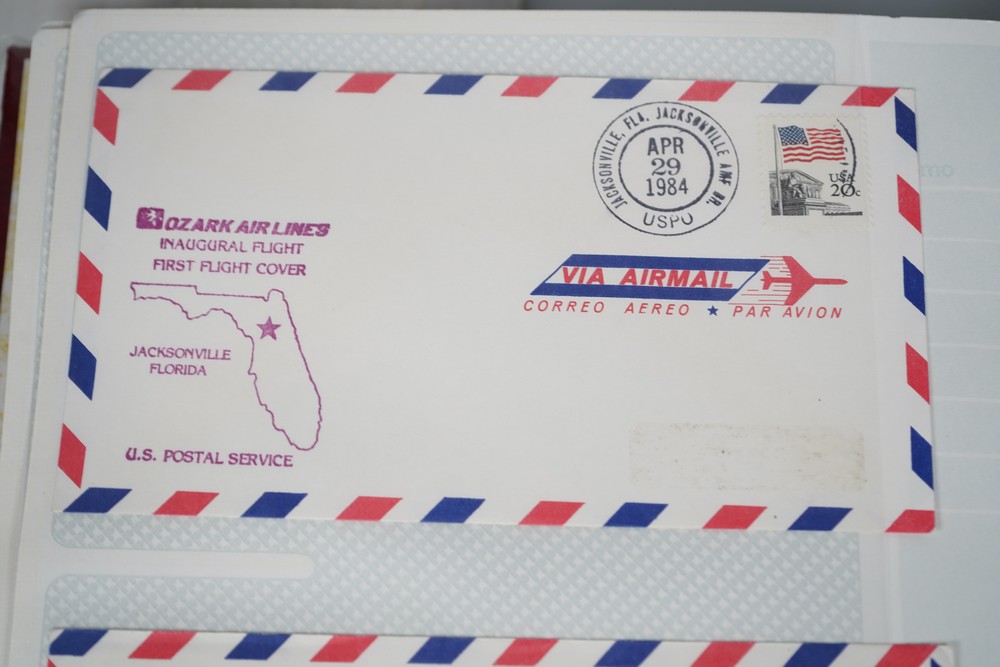 OZARK AIR LINES
INAUGURAL FLIGHT
FIRST FLIGHT COVER
JACKSONVILLE
FLORIDA
U.S. POSTAL SERVICE
JACKSONVILLE, FLA. JACKSONVILLE AMF BR.
APR
29
1984
USPO
USA
20c
VIA AIRMAIL
CORREO AEREO ★ PAR AVION